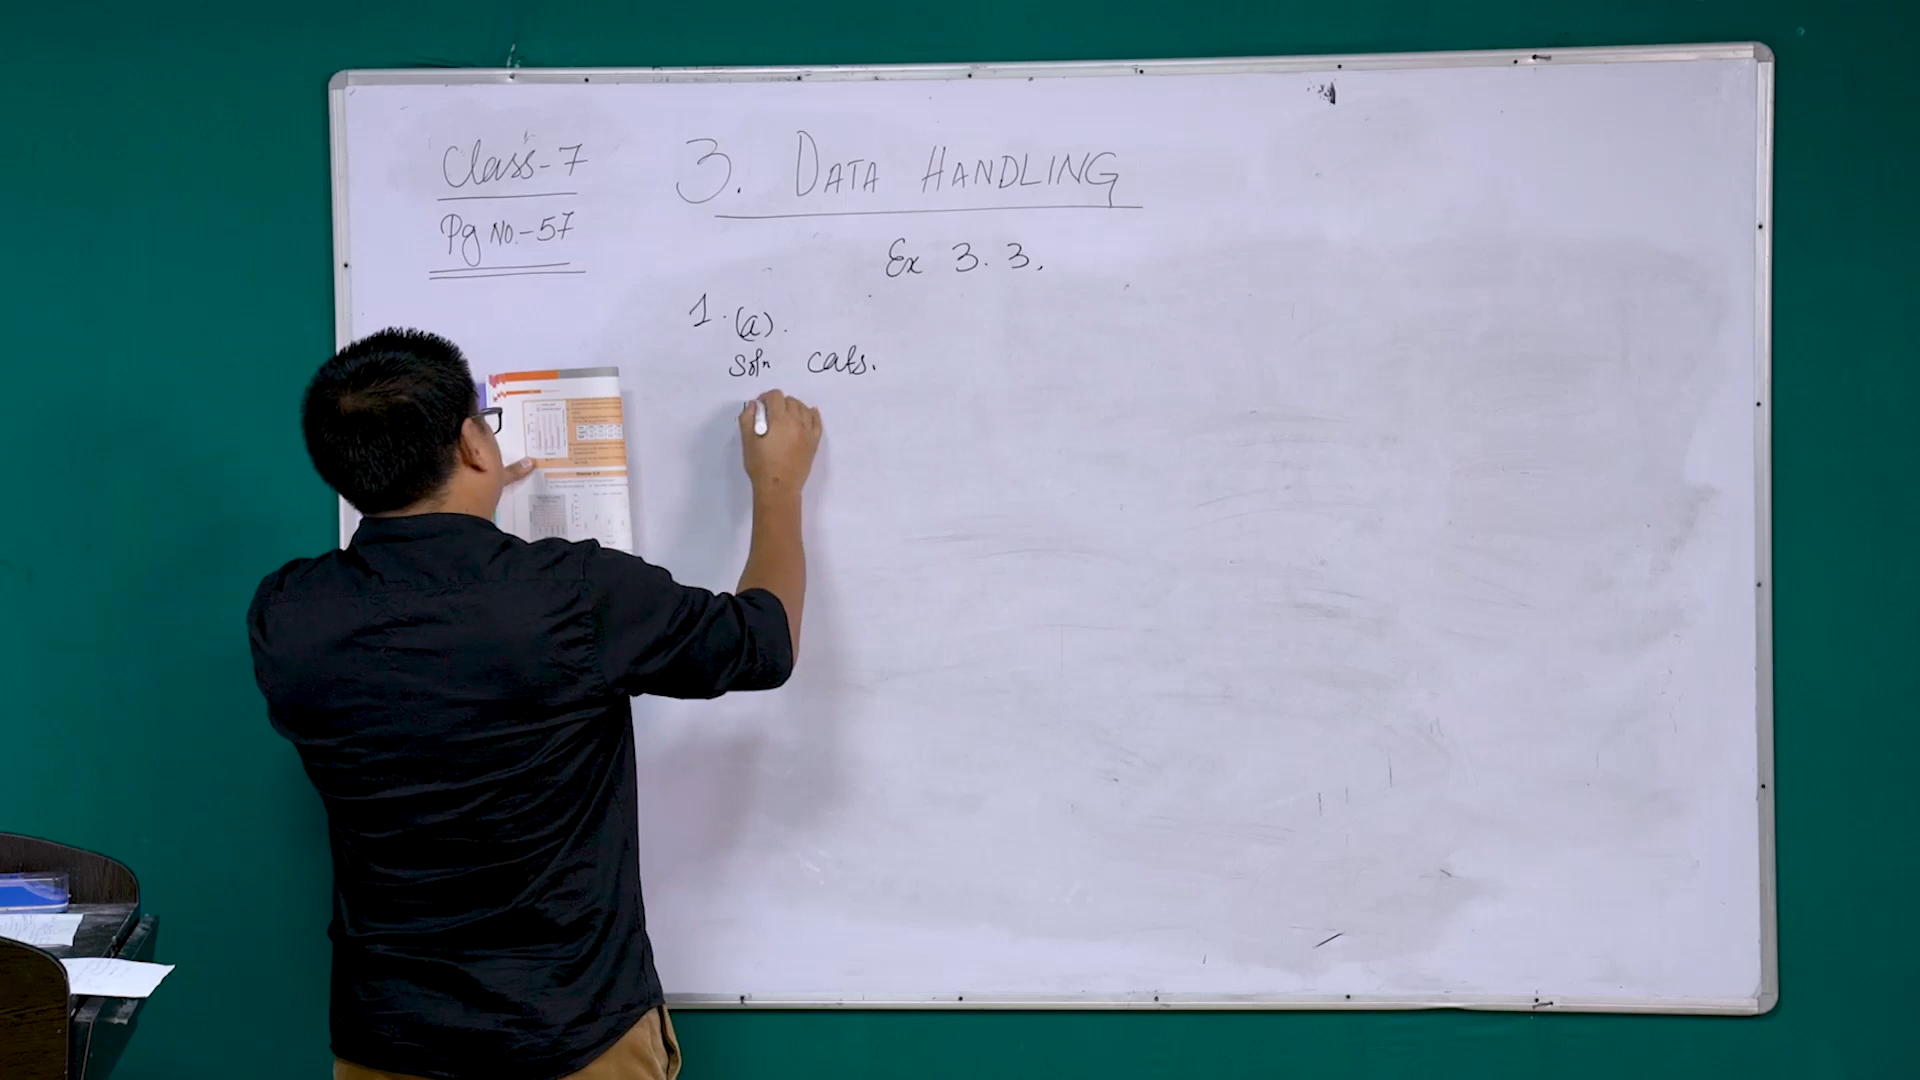 Class-7
Pg No.-57
3. DATA HANDLING
Ex 3.3.
1. (a).
Soln cats.